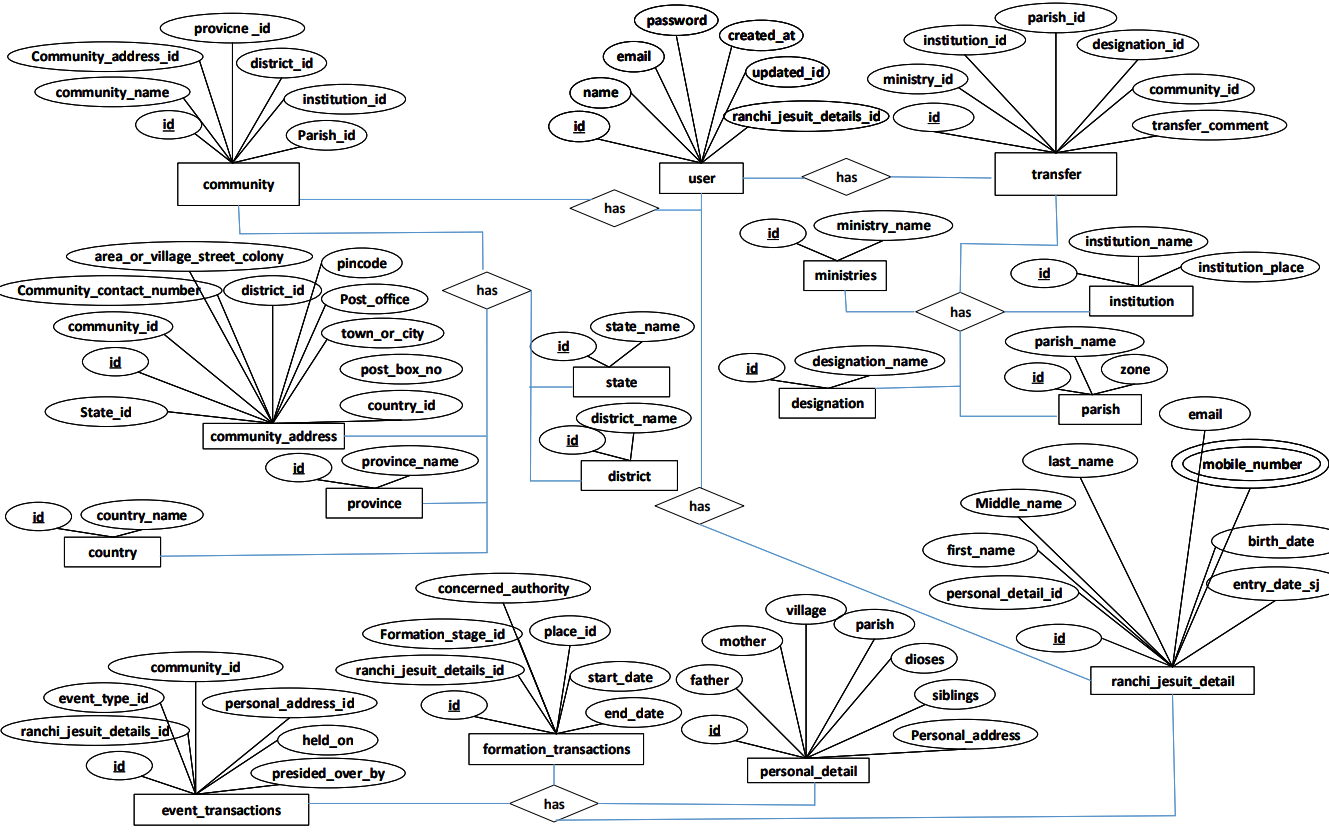 provicne _id
Community_address_id
district_id
community_name
institution_id
id
Parish_id
community
password
created_at
email
updated_id
name
ranchi_jesuit_details_id
id
user
has
parish_id
institution_id
designation_id
ministry_id
community_id
id
transfer_comment
transfer
has
has
area_or_village_street_colony
pincode
Community_contact_number
district_id
Post_office
community_id
town_or_city
id
post_box_no
State_id
country_id
community_address
id
province_name
province
id
country_name
country
state_name
id
state
district_name
id
district
ministry_name
id
ministries
institution_name
id
institution_place
institution
has
designation_name
id
designation
parish_name
id
zone
parish
has
email
last_name
mobile_number
Middle_name
first_name
birth_date
personal_detail_id
entry_date_sj
id
ranchi_jesuit_detail
concerned_authority
Formation_stage_id
place_id
ranchi_jesuit_details_id
start_date
id
end_date
formation_transactions
village
mother
parish
father
dioses
siblings
id
Personal_address
personal_detail
community_id
event_type_id
personal_address_id
ranchi_jesuit_details_id
held_on
id
presided_over_by
event_transactions
has